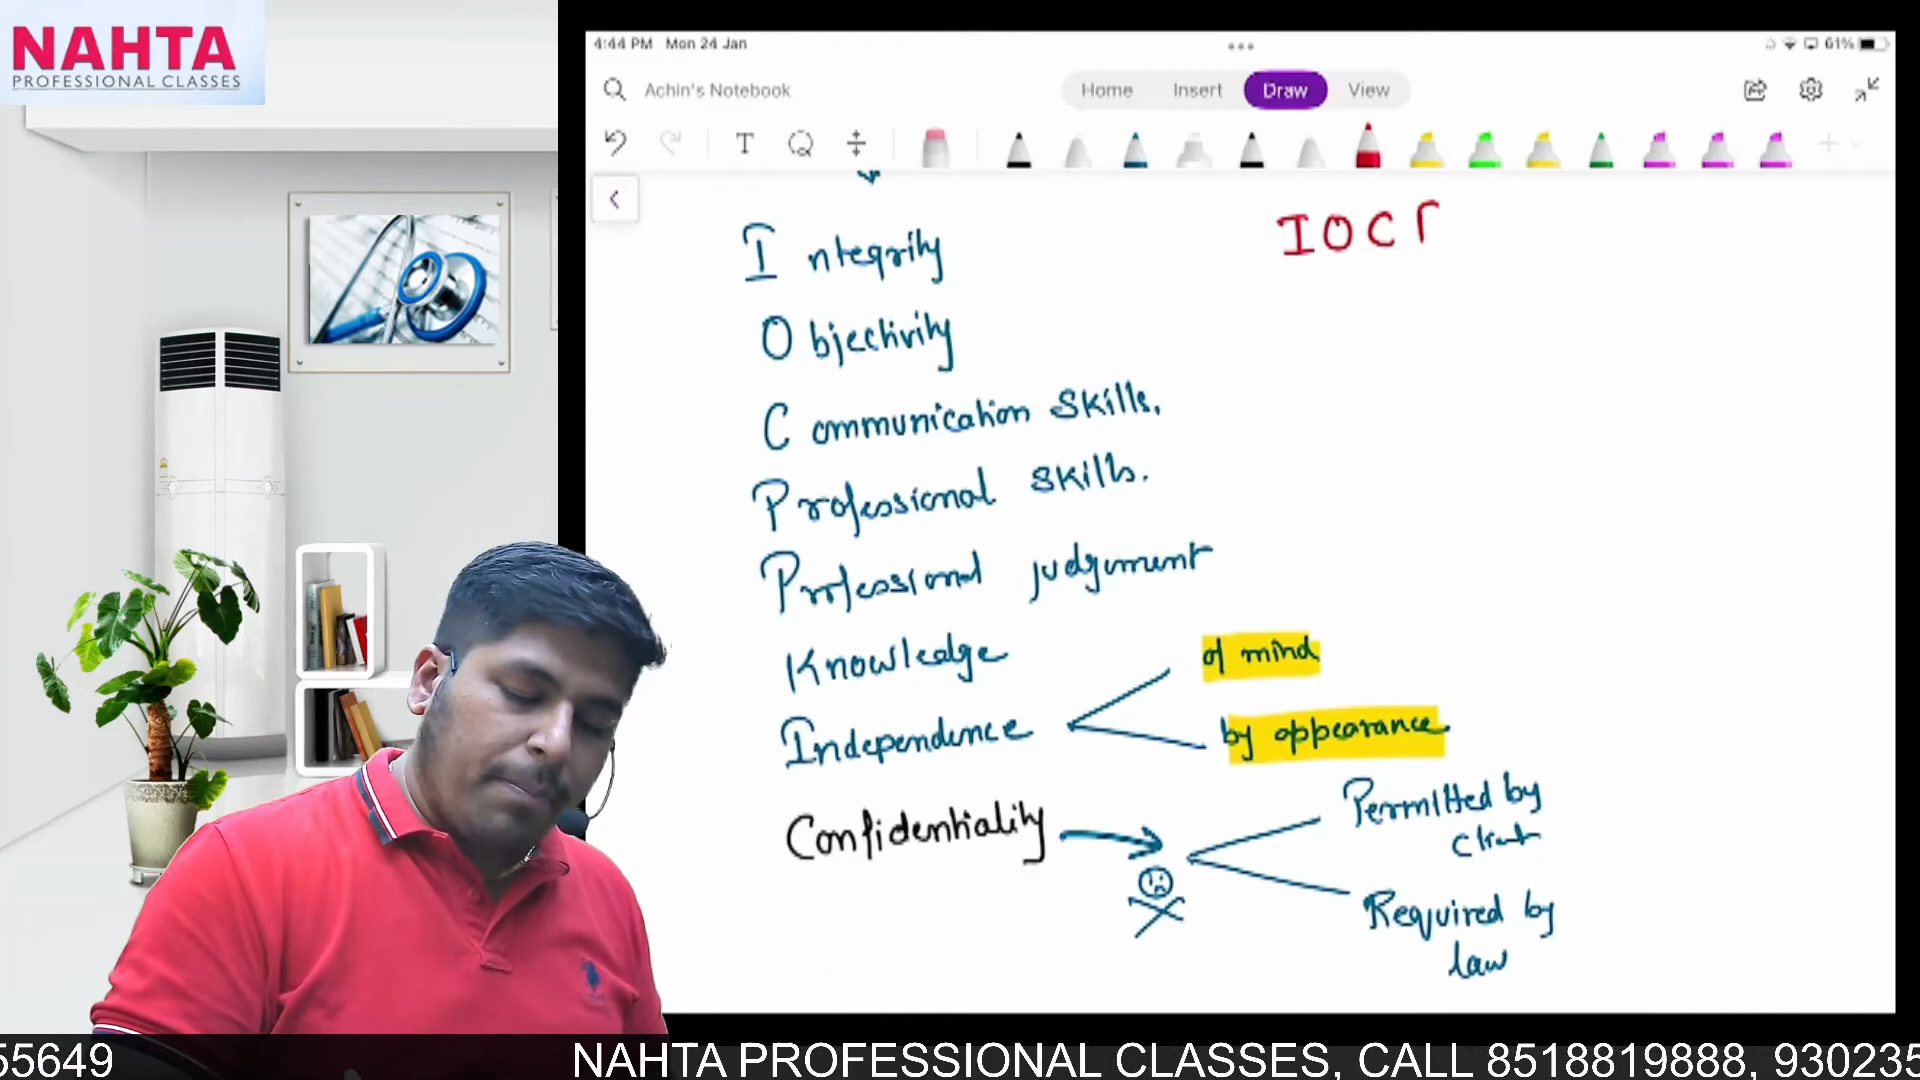 NAHTA
PROFESSIONAL CLASSES
4:44 PM Mon 24 Jan
61%
Achin's Notebook
Home Insert Draw View
T
IOC
Integrity
Objectivity
Communication skills.
Professional skills.
Professional judgement
Knowledge
of mind
Independence
by appearance
Permitted by
Client
Confidentiality
Required by
law
55649 NAHTA PROFESSIONAL CLASSES, CALL 8518819888, 930235